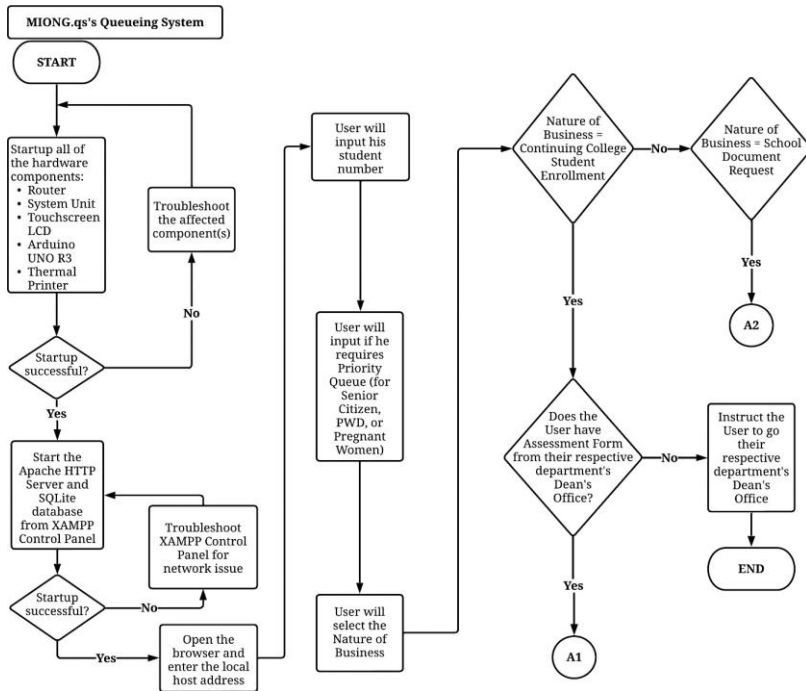 MIONG.qs's Queueing System
START
Startup all of
the hardware
components:
• Router
• System Unit
• Touchscreen
LCD
• Arduino
UNO R3
• Thermal
Printer
Troubleshoot
the affected
component(s)
No
Startup
successful?
Yes
Start the
Apache HTTP
Server and
SQLite
database
from XAMPP
Control Panel
Troubleshoot
XAMPP Control
Panel for
network issue
Startup
successful?
No
Yes
Open the
browser and
enter the local
host address
User will
input his
student
number
User will
input if he
requires
Priority
Queue (for
Senior
Citizen,
PWD, or
Pregnant
Women)
User will
select the
Nature of
Business
Nature of
Business =
Continuing College
Student
Enrollment
No
Nature of
Business = School
Document
Request
Yes
A2
Yes
Does the
User have
Assessment Form
from their respective
department's
Dean's
Office?
No
Instruct the
User to go
their
respective
department's
Dean's
Office
END
Yes
A1